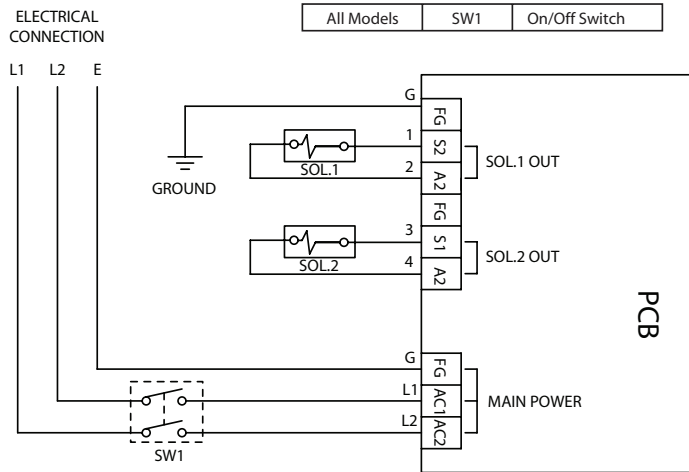 ELECTRICAL
CONNECTION
All Models SW1 On/Off Switch
L1 L2 E
G FG
1 S2
SOL.1
SOL.1 OUT
2 A2
GROUND
FG
3 S1
SOL.2
SOL.2 OUT
4 A2
PCB
G FG
L1 AC1
MAIN POWER
L2 AC2
SW1